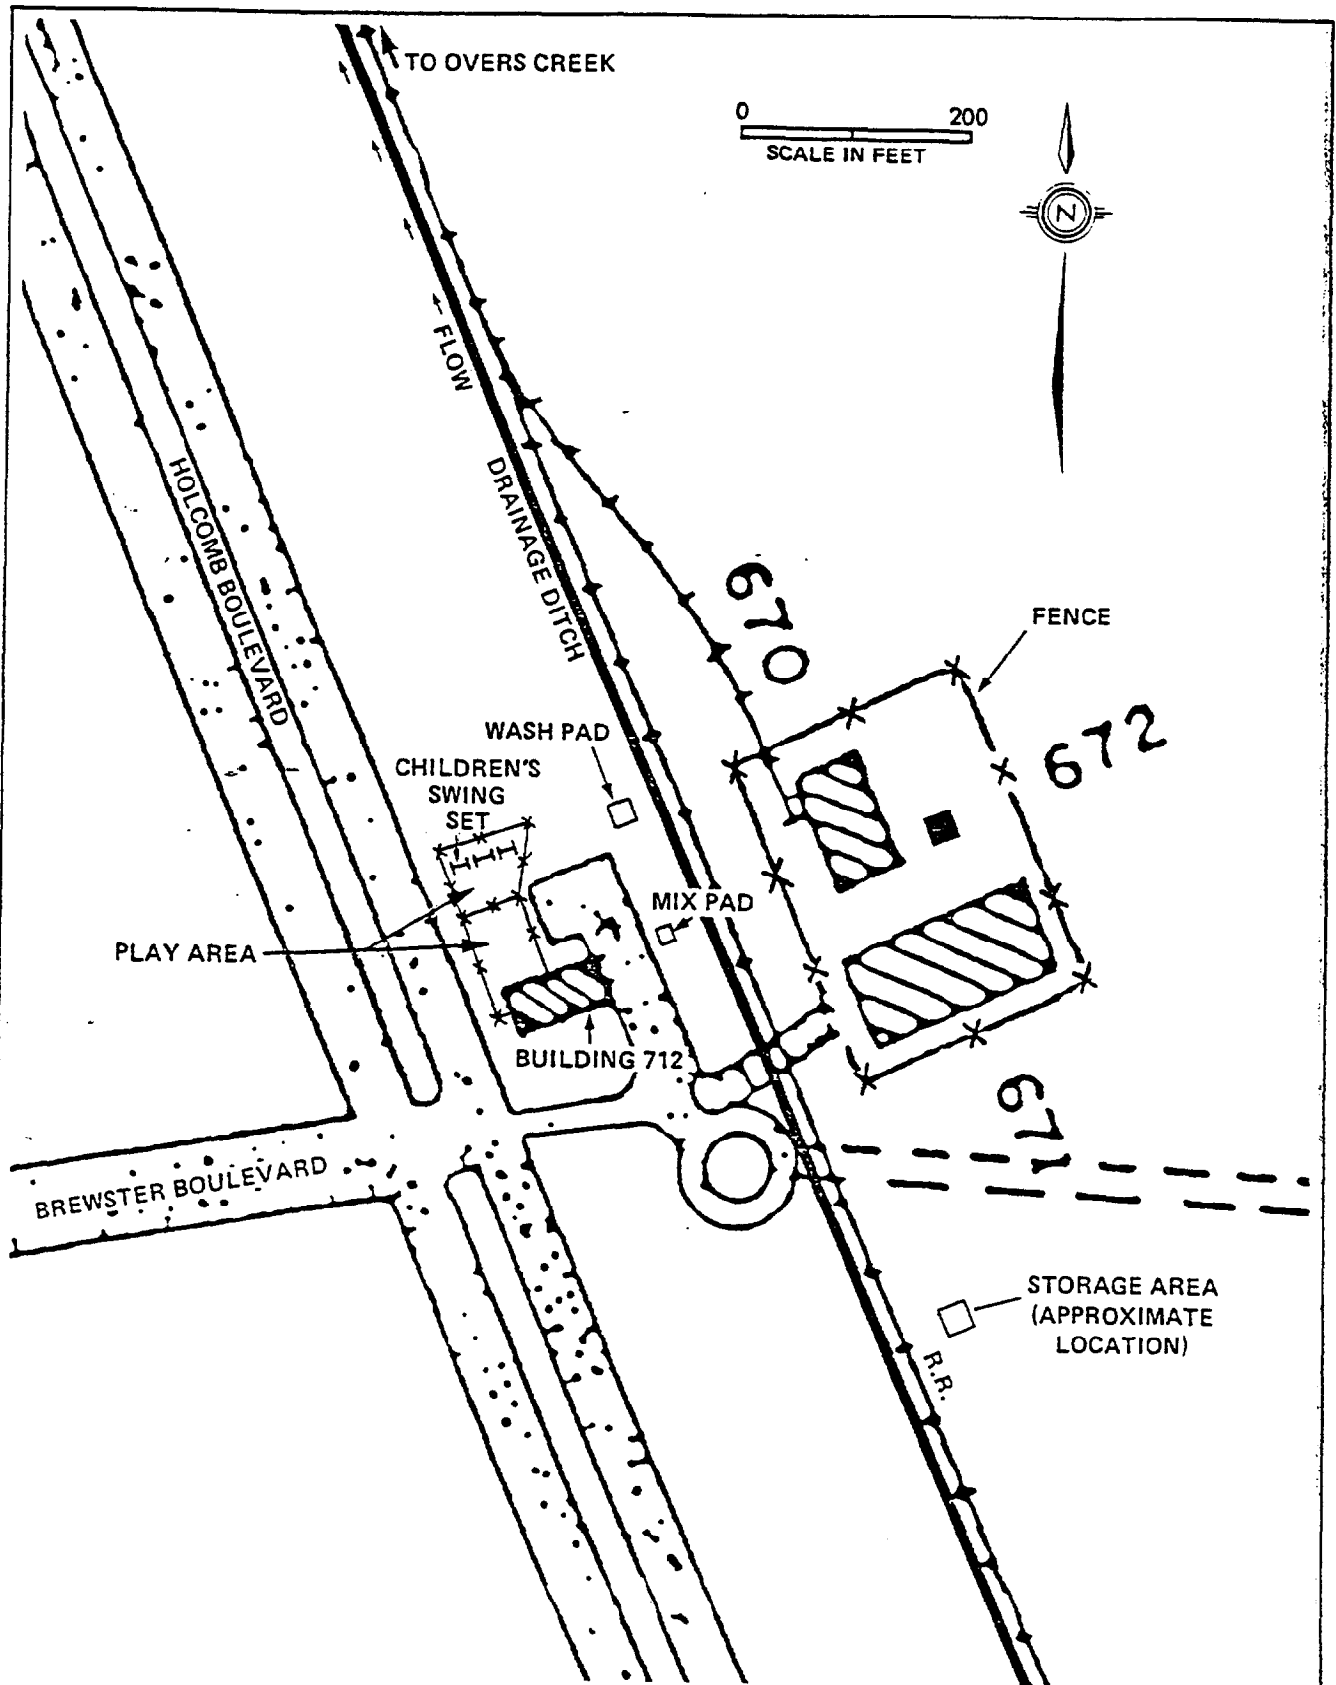 TO OVERS CREEK
0 200
SCALE IN FEET
N
FLOW
DRAINAGE DITCH
HOLCOMB BOULEVARD
670
FENCE
672
WASH PAD
CHILDREN'S
SWING
SET
MIX PAD
PLAY AREA
BUILDING 712
671
BREWSTER BOULEVARD
STORAGE AREA
(APPROXIMATE
LOCATION)
R.R.